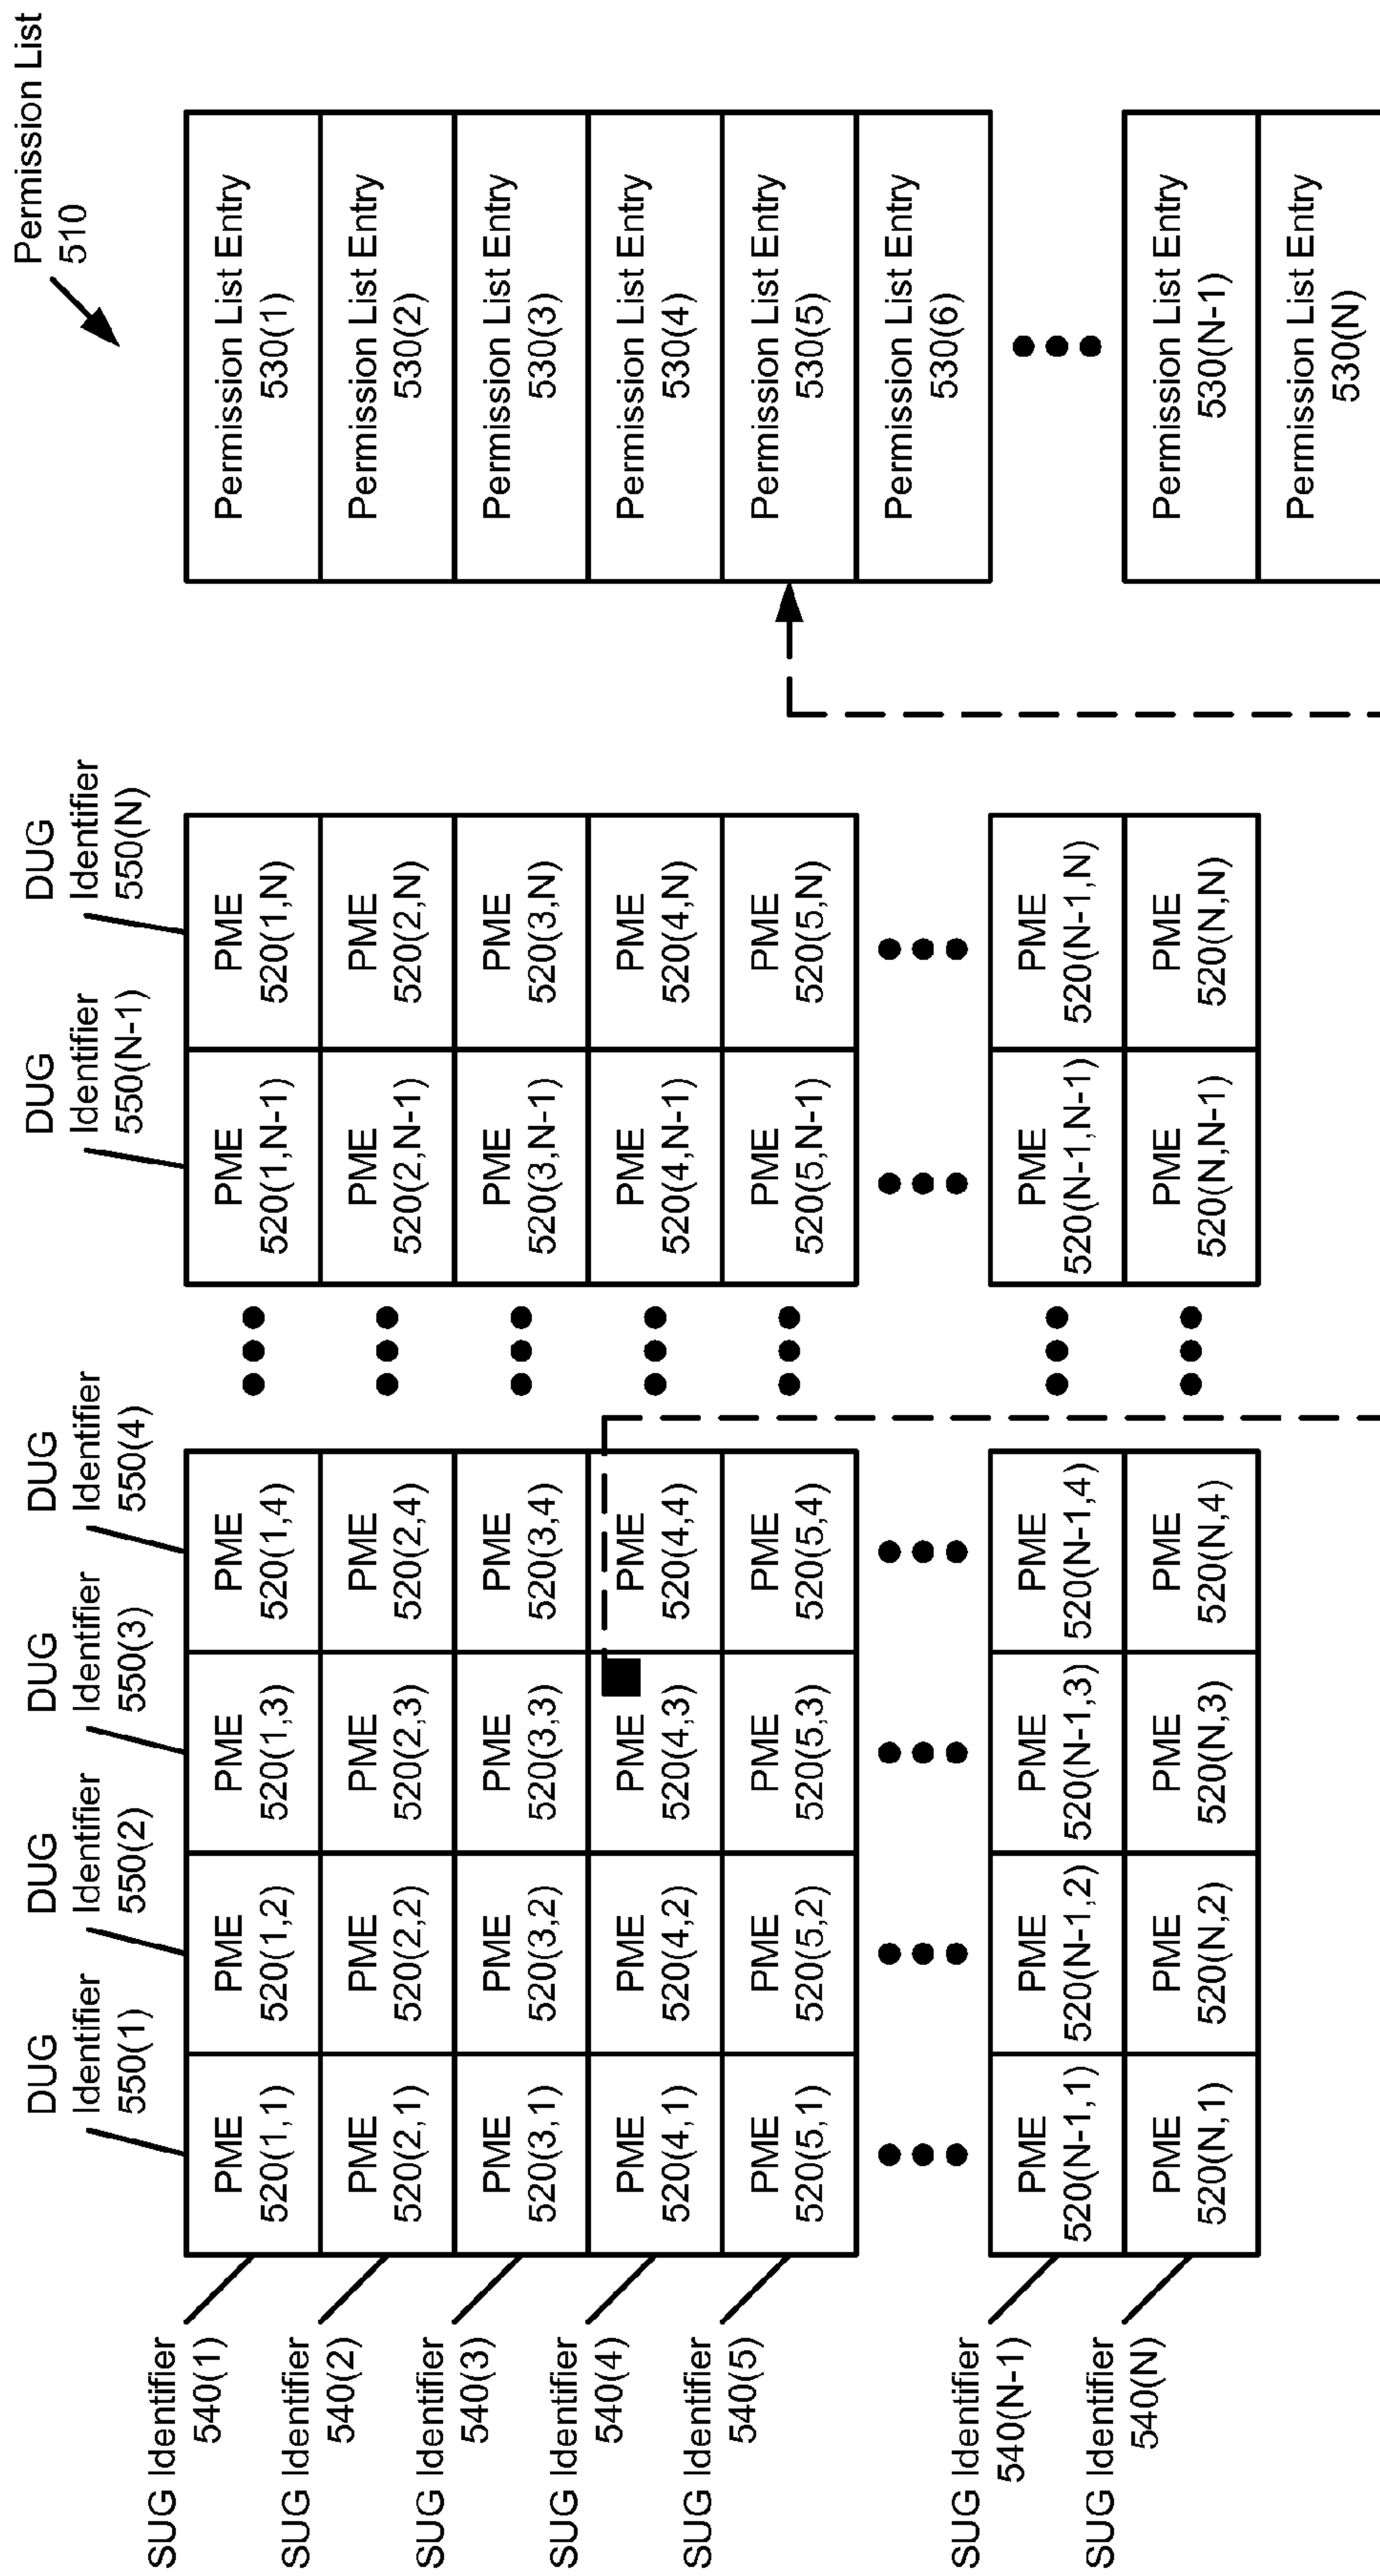 Permission List
510
DUG
Identifier
550(1)
DUG
Identifier
550(2)
DUG
Identifier
550(3)
DUG
Identifier
550(4)
DUG
Identifier
550(N-1)
DUG
Identifier
550(N)
SUG Identifier
540(1)
PME
520(1,1)
PME
520(1,2)
PME
520(1,3)
PME
520(1,4)
PME
520(1,N-1)
PME
520(1,N)
Permission List Entry
530(1)
SUG Identifier
540(2)
PME
520(2,1)
PME
520(2,2)
PME
520(2,3)
PME
520(2,4)
PME
520(2,N-1)
PME
520(2,N)
Permission List Entry
530(2)
SUG Identifier
540(3)
PME
520(3,1)
PME
520(3,2)
PME
520(3,3)
PME
520(3,4)
PME
520(3,N-1)
PME
520(3,N)
Permission List Entry
530(3)
SUG Identifier
540(4)
PME
520(4,1)
PME
520(4,2)
PME
520(4,3)
PME
520(4,4)
PME
520(4,N-1)
PME
520(4,N)
Permission List Entry
530(4)
SUG Identifier
540(5)
PME
520(5,1)
PME
520(5,2)
PME
520(5,3)
PME
520(5,4)
PME
520(5,N-1)
PME
520(5,N)
Permission List Entry
530(5)
Permission List Entry
530(6)
SUG Identifier
540(N-1)
PME
520(N-1,1)
PME
520(N-1,2)
PME
520(N-1,3)
PME
520(N-1,4)
PME
520(N-1,N-1)
PME
520(N-1,N)
Permission List Entry
530(N-1)
SUG Identifier
540(N)
PME
520(N,1)
PME
520(N,2)
PME
520(N,3)
PME
520(N,4)
PME
520(N,N-1)
PME
520(N,N)
Permission List Entry
530(N)